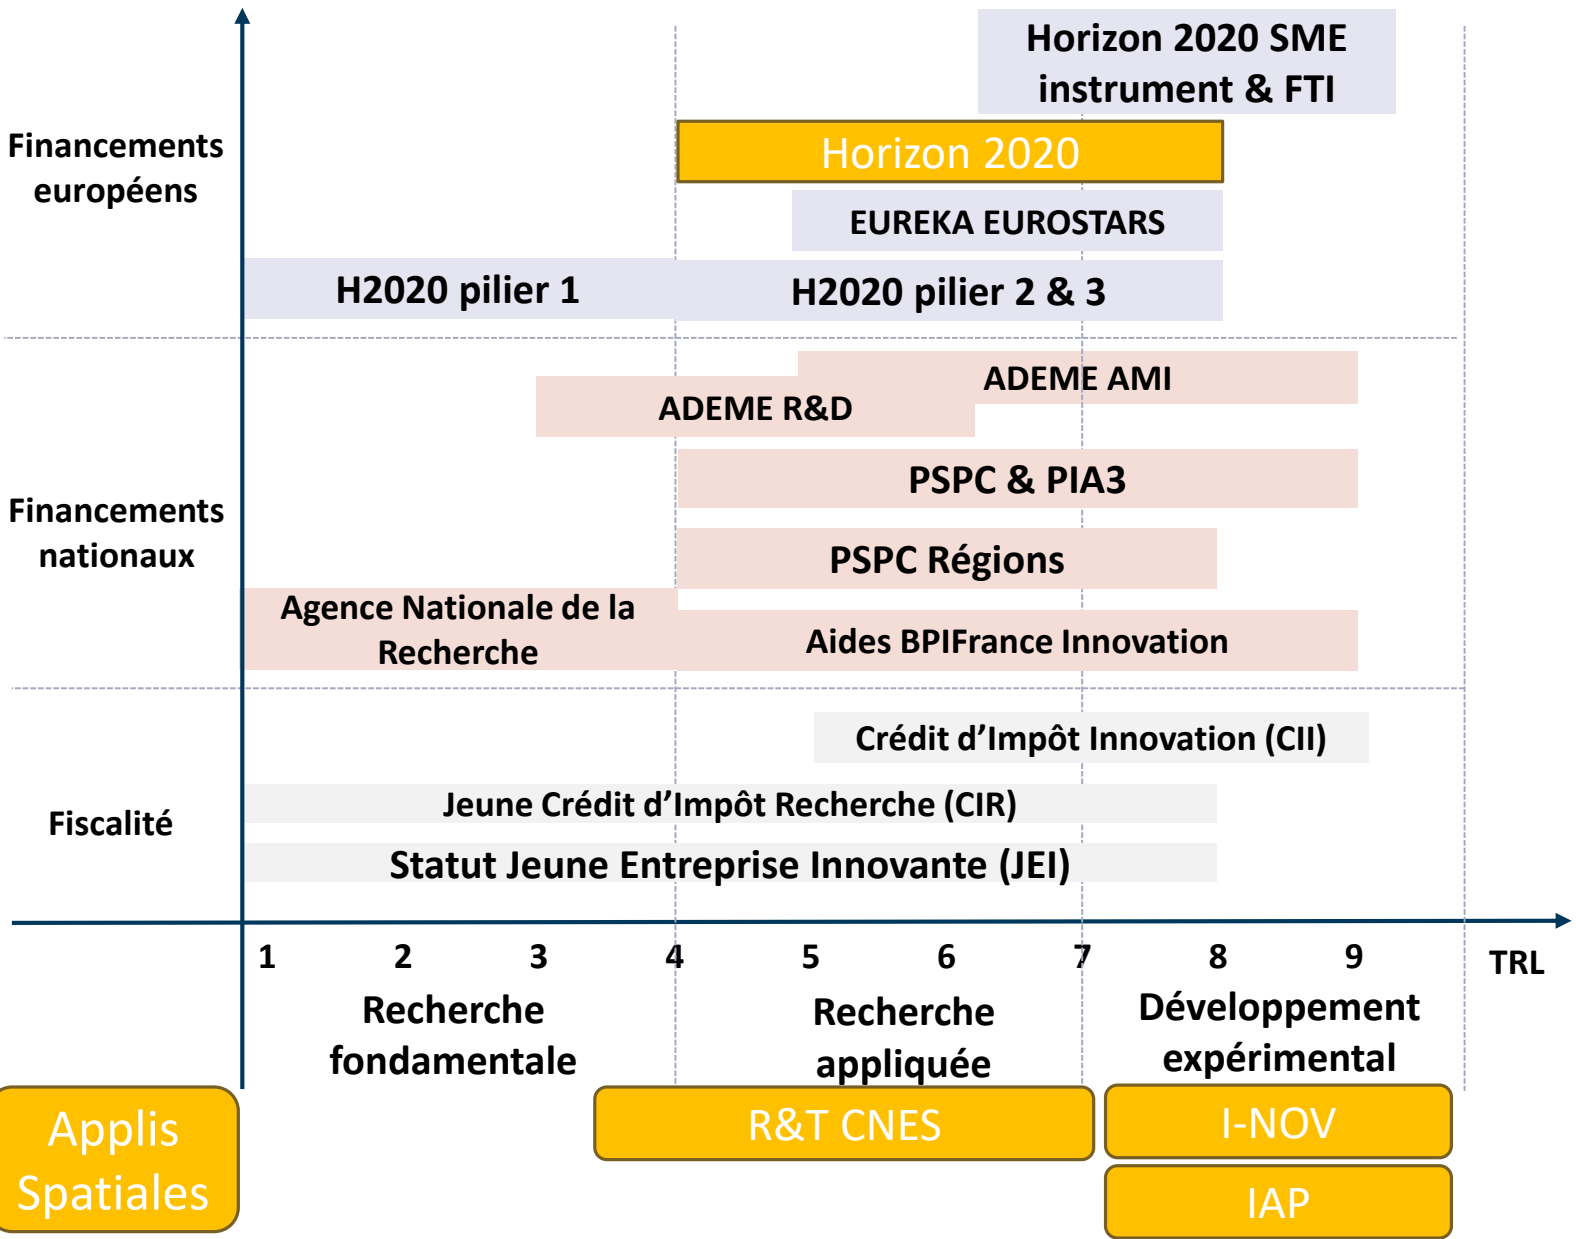 Horizon 2020 SME
instrument & FTI
Financements
européens
Horizon 2020
EUREKA EUROSTARS
H2020 pilier 1
H2020 pilier 2 & 3
Financements
nationaux
ADEME AMI
ADEME R&D
PSPC & PIA3
PSPC Régions
Agence Nationale de la
Recherche
Aides BPIFrance Innovation
Fiscalité
Crédit d’Impôt Innovation (CII)
Jeune Crédit d’Impôt Recherche (CIR)
Statut Jeune Entreprise Innovante (JEI)
1 2 3 4 5 6 7 8 9 TRL
Recherche
fondamentale
Recherche
appliquée
Développement
expérimental
Applis
Spatiales
R&T CNES
I-NOV
IAP